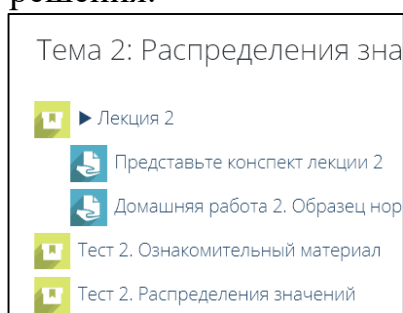 решения.
Тема 2: Распределения зна
▶ Лекция 2
Представьте конспект лекции 2
Домашняя работа 2. Образец нор
Тест 2. Ознакомительный материал
Тест 2. Распределения значений